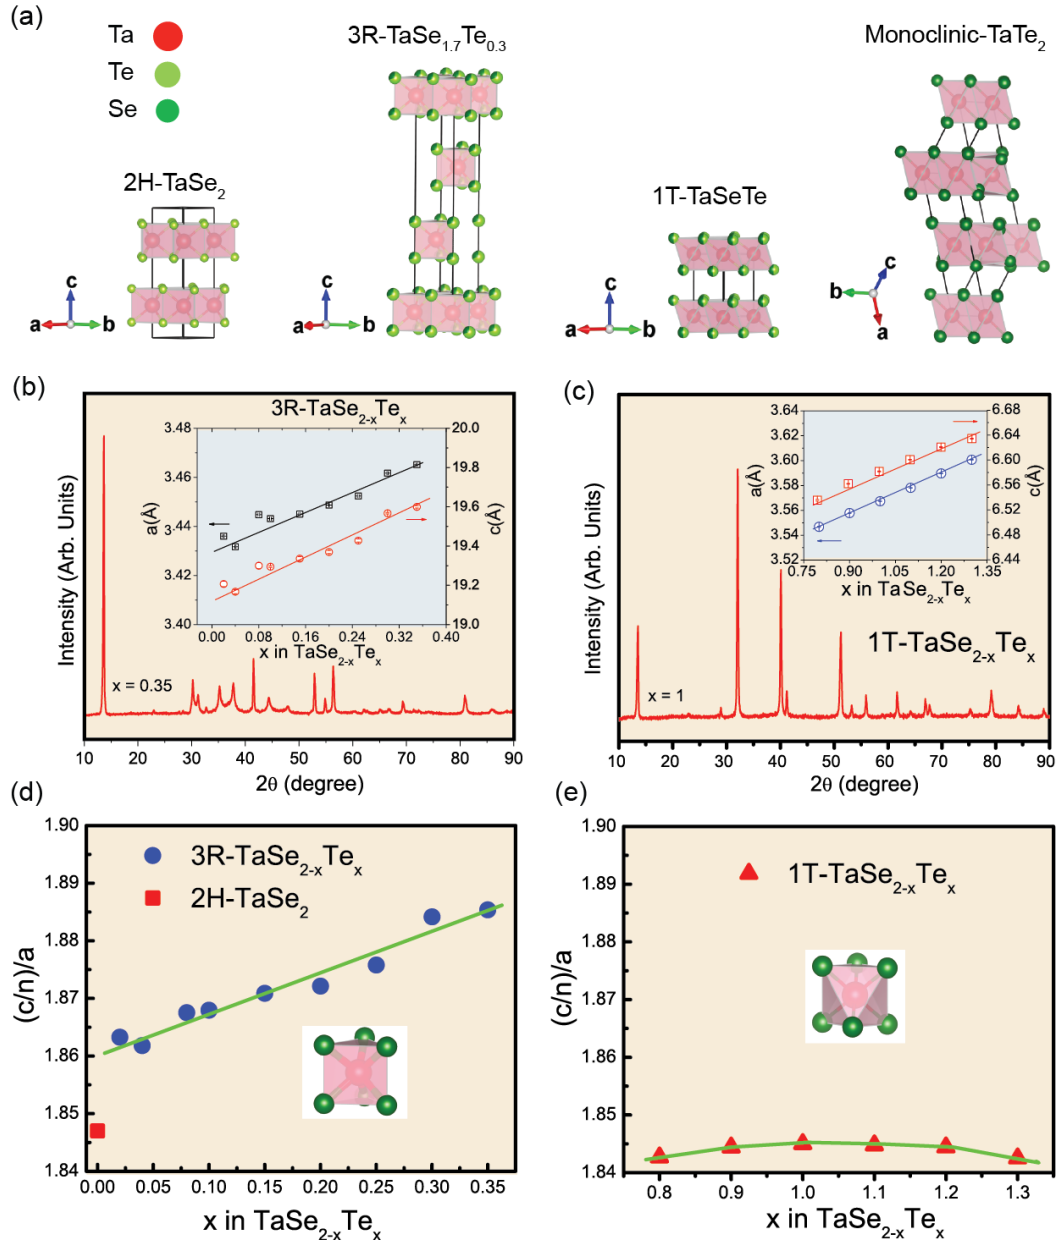 (a)
Ta
Te
Se
2H-TaSe2
3R-TaSe1.7Te0.3
1T-TaSeTe
Monoclinic-TaTe2
c
a b
c
a b
c
a b
c
b
a
(b)
3R-TaSe2-xTex
3.48 20.0
3.46 19.8
19.6
3.44 19.4
3.42 19.2
3.40 19.0
a(Å)
c(Å)
0.00 0.08 0.16 0.24 0.32 0.40
x in TaSe2-xTex
x = 0.35
Intensity (Arb. Units)
10 20 30 40 50 60 70 80 90
2θ (degree)
(c)
3.64 6.68
3.62 6.64
3.60 6.60
3.58 6.56
3.56 6.52
3.54 6.48
3.52 6.44
a(Å)
c(Å)
0.75 0.90 1.05 1.20 1.35
x in TaSe2-xTex
1T-TaSe2-xTex
x = 1
Intensity (Arb. Units)
10 20 30 40 50 60 70 80 90
2θ (degree)
(d)
1.90
1.89
1.88
1.87
1.86
1.85
1.84
(c/n)/a
3R-TaSe2-xTex
2H-TaSe2
0.00 0.05 0.10 0.15 0.20 0.25 0.30 0.35
x in TaSe2-xTex
(e)
1.90
1.89
1.88
1.87
1.86
1.85
1.84
(c/n)/a
1T-TaSe2-xTex
0.8 0.9 1.0 1.1 1.2 1.3
x in TaSe2-xTex